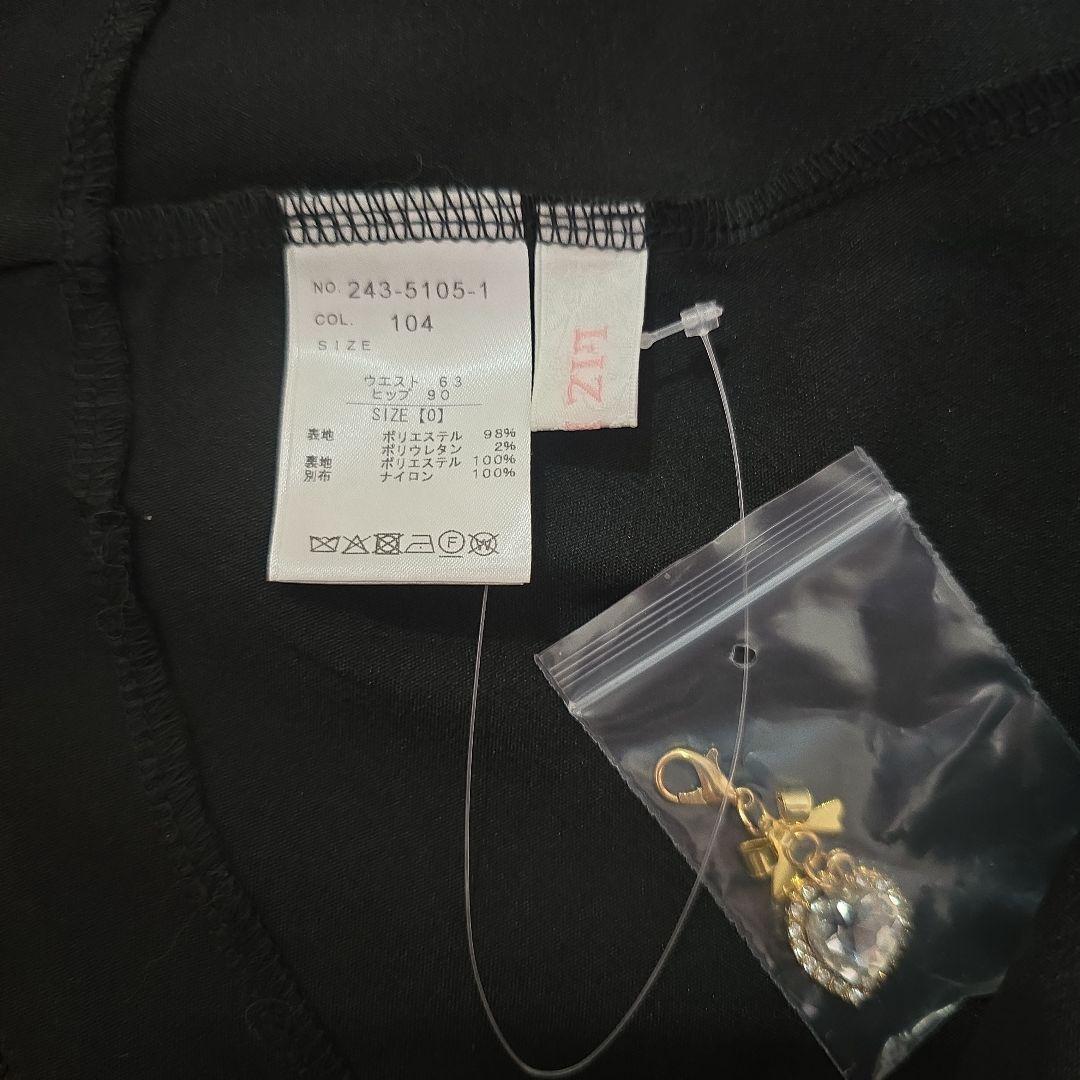 NO. 243-5105-1
COL. 104
SIZE
ウエスト 63
ヒップ 90
SIZE【0】
表地 ポリエステル 98%
ポリウレタン 2%
裏地 ポリエステル 100%
別布 ナイロン 100%
F
W
LIZ